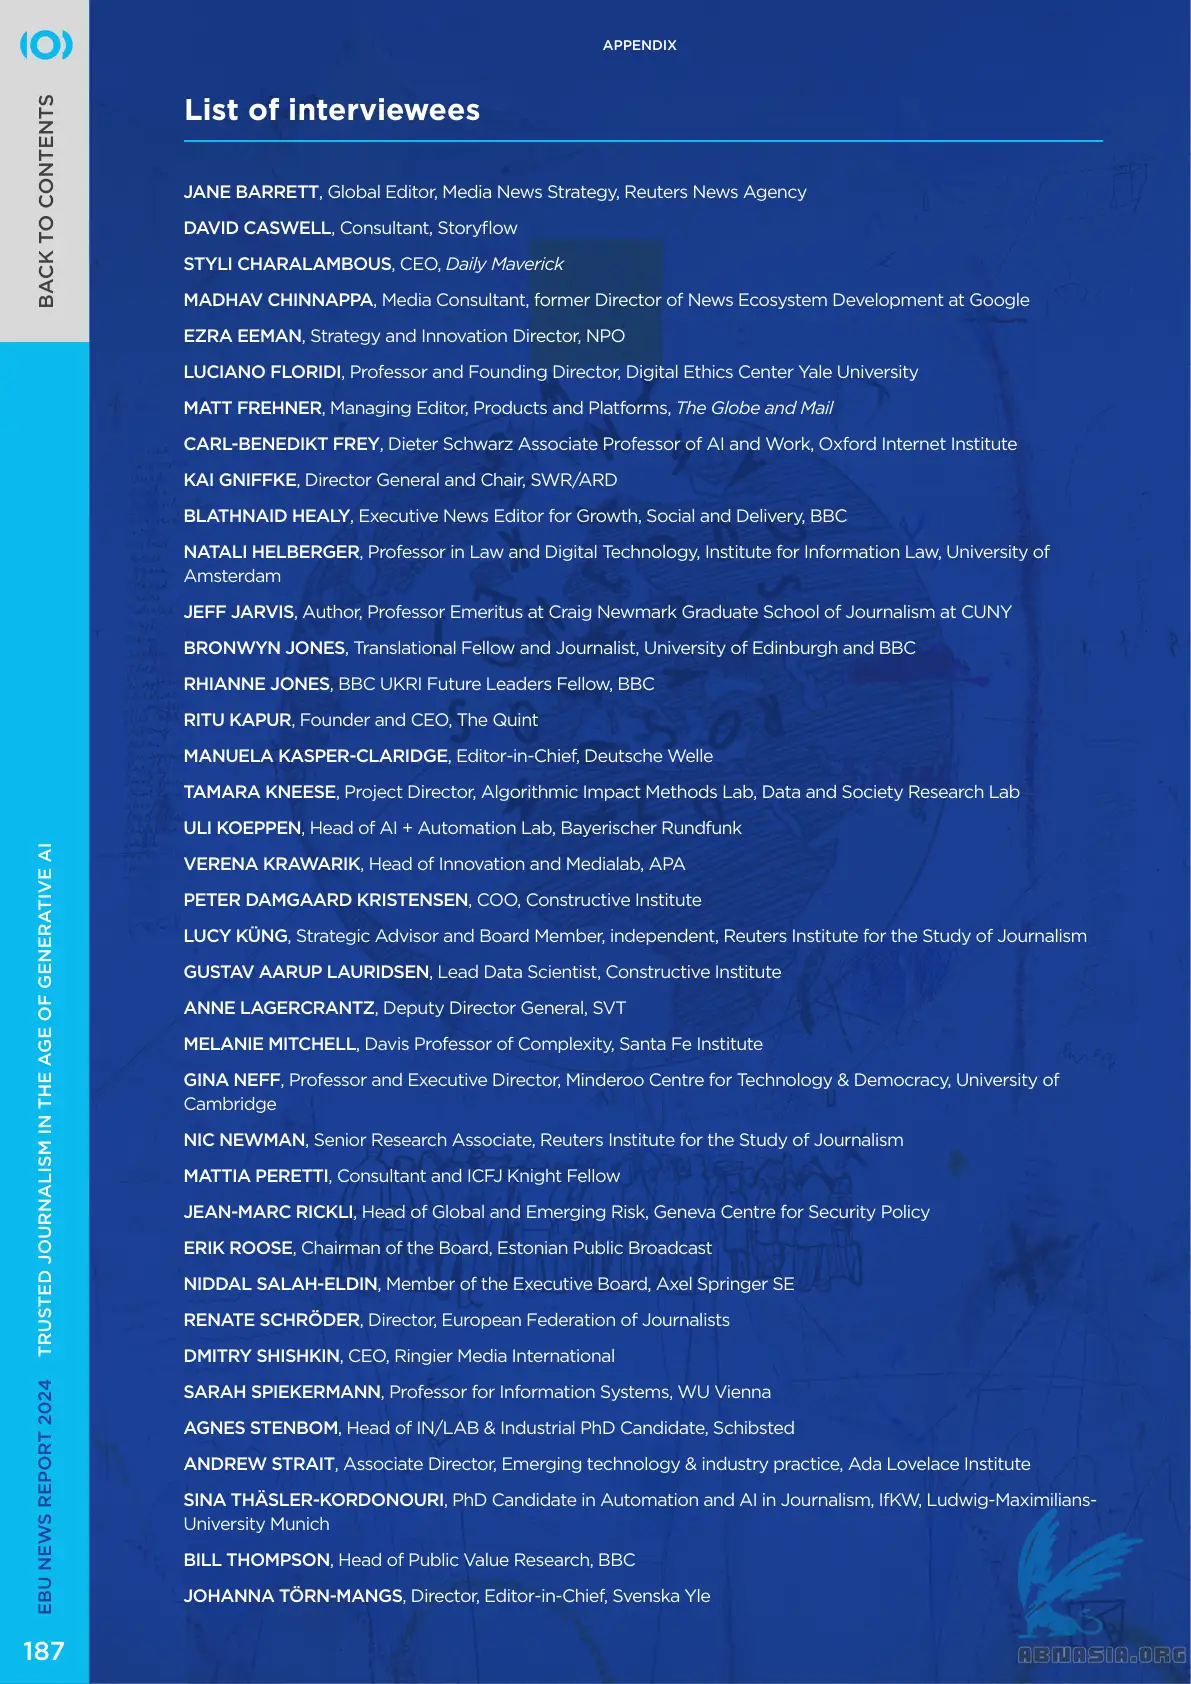 APPENDIX
BACK TO CONTENTS
List of interviewees
JANE BARRETT, Global Editor, Media News Strategy, Reuters News Agency
DAVID CASWELL, Consultant, Storyflow
STYLI CHARALAMBOUS, CEO, Daily Maverick
MADHAV CHINNAPPA, Media Consultant, former Director of News Ecosystem Development at Google
EZRA EEMAN, Strategy and Innovation Director, NPO
LUCIANO FLORIDI, Professor and Founding Director, Digital Ethics Center Yale University
MATT FREHNER, Managing Editor, Products and Platforms, The Globe and Mail
CARL-BENEDIKT FREY, Dieter Schwarz Associate Professor of AI and Work, Oxford Internet Institute
KAI GNIFFKE, Director General and Chair, SWR/ARD
BLATHNAID HEALY, Executive News Editor for Growth, Social and Delivery, BBC
NATALI HELBERGER, Professor in Law and Digital Technology, Institute for Information Law, University of
Amsterdam
JEFF JARVIS, Author, Professor Emeritus at Craig Newmark Graduate School of Journalism at CUNY
BRONWYN JONES, Translational Fellow and Journalist, University of Edinburgh and BBC
RHIANNE JONES, BBC UKRI Future Leaders Fellow, BBC
RITU KAPUR, Founder and CEO, The Quint
MANUELA KASPER-CLARIDGE, Editor-in-Chief, Deutsche Welle
TAMARA KNEESE, Project Director, Algorithmic Impact Methods Lab, Data and Society Research Lab
ULI KOEPPEN, Head of AI + Automation Lab, Bayerischer Rundfunk
VERENA KRAWARIK, Head of Innovation and Medialab, APA
PETER DAMGAARD KRISTENSEN, COO, Constructive Institute
LUCY KÜNG, Strategic Advisor and Board Member, independent, Reuters Institute for the Study of Journalism
GUSTAV AARUP LAURIDSEN, Lead Data Scientist, Constructive Institute
ANNE LAGERCRANTZ, Deputy Director General, SVT
MELANIE MITCHELL, Davis Professor of Complexity, Santa Fe Institute
GINA NEFF, Professor and Executive Director, Minderoo Centre for Technology & Democracy, University of
Cambridge
NIC NEWMAN, Senior Research Associate, Reuters Institute for the Study of Journalism
MATTIA PERETTI, Consultant and ICFJ Knight Fellow
JEAN-MARC RICKLI, Head of Global and Emerging Risk, Geneva Centre for Security Policy
ERIK ROOSE, Chairman of the Board, Estonian Public Broadcast
NIDDAL SALAH-ELDIN, Member of the Executive Board, Axel Springer SE
RENATE SCHRÖDER, Director, European Federation of Journalists
DMITRY SHISHKIN, CEO, Ringier Media International
SARAH SPIEKERMANN, Professor for Information Systems, WU Vienna
AGNES STENBOM, Head of IN/LAB & Industrial PhD Candidate, Schibsted
ANDREW STRAIT, Associate Director, Emerging technology & industry practice, Ada Lovelace Institute
SINA THÄSLER-KORDONOURI, PhD Candidate in Automation and AI in Journalism, IfKW, Ludwig-Maximilians-
University Munich
BILL THOMPSON, Head of Public Value Research, BBC
JOHANNA TÖRN-MANGS, Director, Editor-in-Chief, Svenska Yle
EBU NEWS REPORT 2024 TRUSTED JOURNALISM IN THE AGE OF GENERATIVE AI
187
ABNASIA.ORG